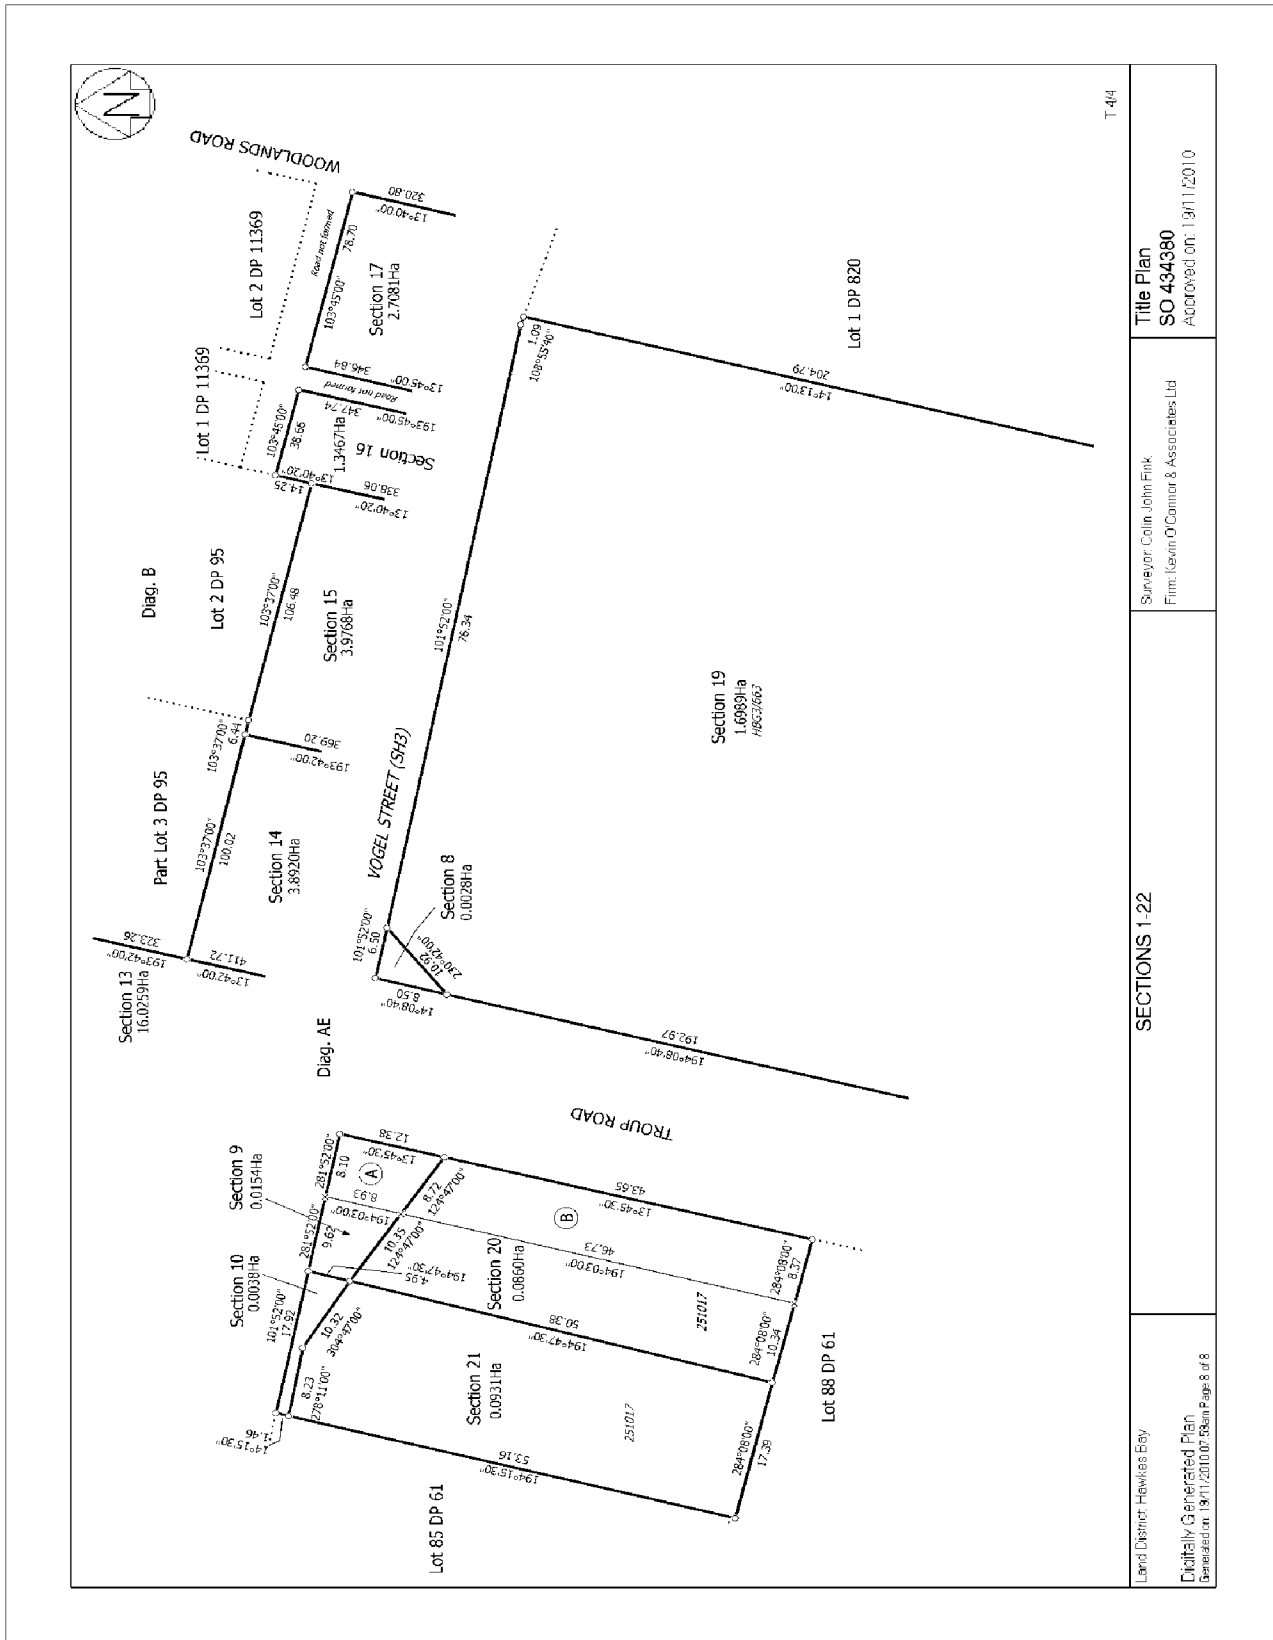 N
WOODLANDS ROAD
Lot 2 DP 11369
Road not formed
78.70
103°45'00"
320.80
13°40'00"
Section 17
2.7081Ha
Lot 1 DP 11369
346.84
13°45'00"
Road not formed
347.74
193°45'00"
103°45'00"
38.66
1.3467Ha
Section 16
14.25
13°40'20"
338.06
13°40'20"
Diag. B
Lot 2 DP 95
103°37'00"
106.48
Section 15
3.9768Ha
Part Lot 3 DP 95
103°37'00"
6.44
369.20
193°42'00"
103°37'00"
100.02
Section 14
3.8920Ha
323.26
193°42'00"
411.72
13°42'00"
Section 13
16.0259Ha
Diag. AE
VOGEL STREET (SH3)
1.09
108°55'40"
101°52'00"
76.34
204.79
14°13'00"
Lot 1 DP 820
Section 19
1.6989Ha
HBG3/663
Section 8
0.0028Ha
101°52'00"
6.50
10.92
230°42'00"
8.50
14°08'40"
192.97
194°08'40"
TROUP ROAD
Section 9
0.0154Ha
Section 10
0.0038Ha
281°52'00"
8.10
12.38
13°45'30"
A
8.93
194°03'00"
281°52'00"
9.62
8.72
124°47'00"
10.35
124°47'00"
4.95
194°47'30"
101°52'00"
17.92
10.32
304°47'00"
8.23
278°11'00"
1.46
14°15'30"
B
43.65
13°45'30"
46.73
194°03'00"
Section 20
0.0860Ha
251017
50.38
194°47'30"
284°08'00"
8.37
284°08'00"
10.34
Section 21
0.0931Ha
251017
53.16
194°15'30"
284°08'00"
17.39
Lot 88 DP 61
Lot 85 DP 61
T 4/4
Land District: Hawkes Bay
Digitally Generated Plan
Generated on: 19/11/2010 07:59am Page 8 of 8
SECTIONS 1-22
Surveyor: Colin John Fink
Firm: Kevin O'Connor & Associates Ltd
Title Plan
SO 434380
Approved on: 19/11/2010